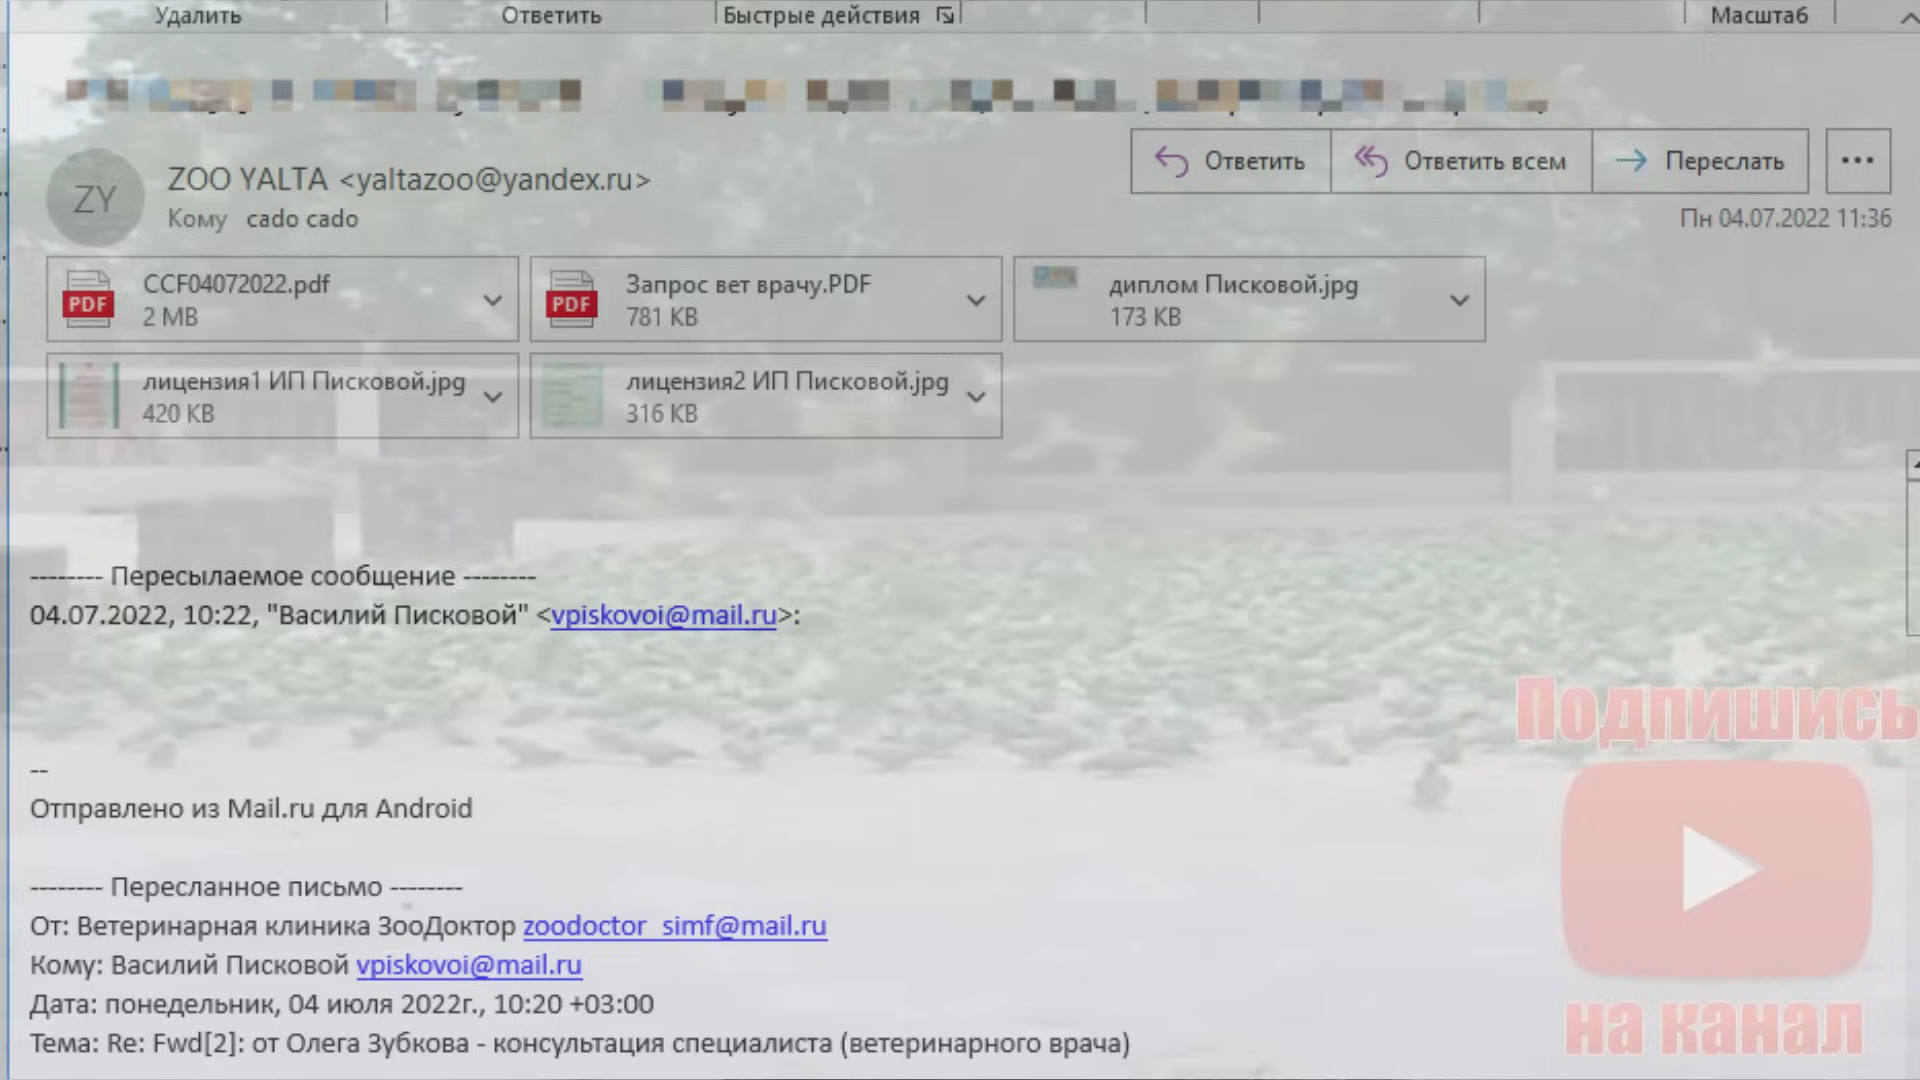 Удалить
Ответить
Быстрые действия
Масштаб
ZY
ZOO YALTA <yaltazoo@yandex.ru>
Кому cado cado
Ответить
Ответить всем
Переслать
Пн 04.07.2022 11:36
PDF CCF04072022.pdf
2 MB
PDF Запрос вет врачу.PDF
781 KB
диплом Писковой.jpg
173 KB
лицензия1 ИП Писковой.jpg
420 KB
лицензия2 ИП Писковой.jpg
316 KB
-------- Пересылаемое сообщение --------
04.07.2022, 10:22, "Василий Писковой" <vpiskovoi@mail.ru>:
--
Отправлено из Mail.ru для Android
-------- Пересланное письмо --------
От: Ветеринарная клиника ЗооДоктор zoodoctor_simf@mail.ru
Кому: Василий Писковой vpiskovoi@mail.ru
Дата: понедельник, 04 июля 2022г., 10:20 +03:00
Тема: Re: Fwd[2]: от Олега Зубкова - консультация специалиста (ветеринарного врача)
Подпишись
на канал